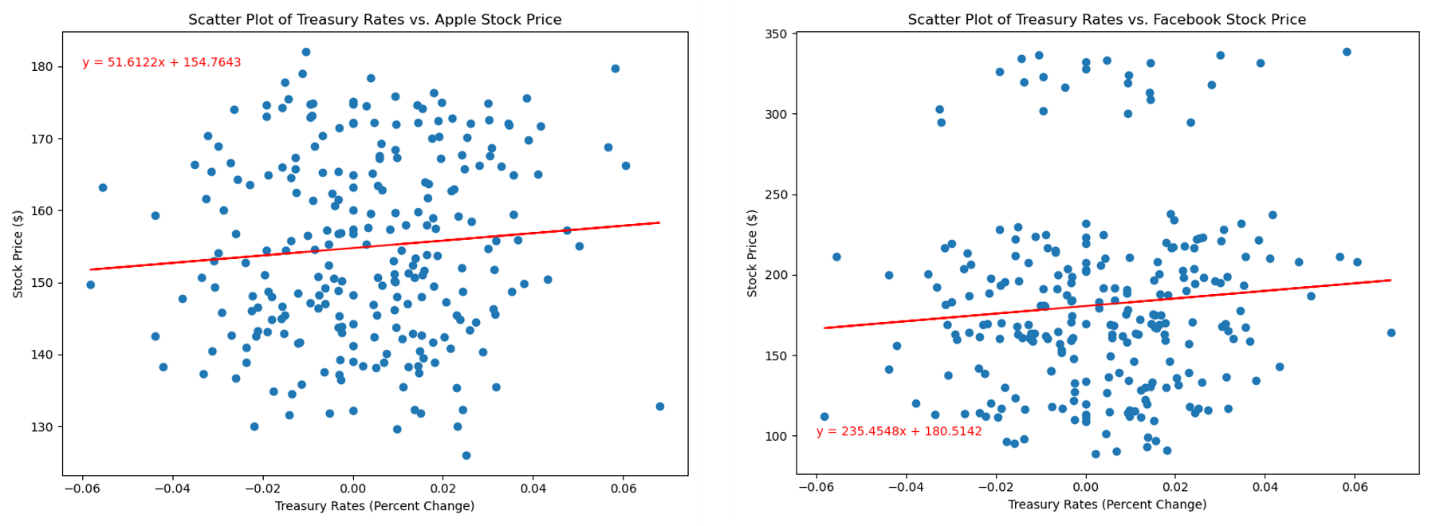 Scatter Plot of Treasury Rates vs. Apple Stock Price
y = 51.6122x + 154.7643
180
170
160
150
140
130
Stock Price ($)
−0.06 −0.04 −0.02 0.00 0.02 0.04 0.06
Treasury Rates (Percent Change)
Scatter Plot of Treasury Rates vs. Facebook Stock Price
350
300
250
200
150
100
Stock Price ($)
y = 235.4548x + 180.5142
−0.06 −0.04 −0.02 0.00 0.02 0.04 0.06
Treasury Rates (Percent Change)